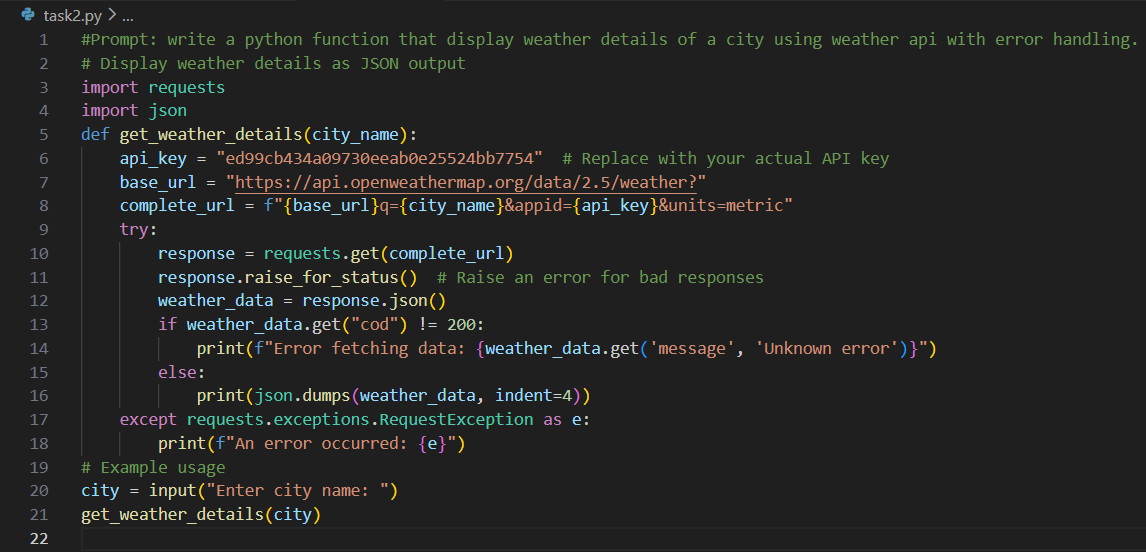 task2.py > ...
1 #Prompt: write a python function that display weather details of a city using weather api with error handling.
2 # Display weather details as JSON output
3 import requests
4 import json
5 def get_weather_details(city_name):
6     api_key = "ed99cb434a09730eeab0e25524bb7754"  # Replace with your actual API key
7     base_url = "https://api.openweathermap.org/data/2.5/weather?"
8     complete_url = f"{base_url}q={city_name}&appid={api_key}&units=metric"
9     try:
10         response = requests.get(complete_url)
11         response.raise_for_status()  # Raise an error for bad responses
12         weather_data = response.json()
13         if weather_data.get("cod") != 200:
14             print(f"Error fetching data: {weather_data.get('message', 'Unknown error')}")
15         else:
16             print(json.dumps(weather_data, indent=4))
17     except requests.exceptions.RequestException as e:
18         print(f"An error occurred: {e}")
19 # Example usage
20 city = input("Enter city name: ")
21 get_weather_details(city)
22